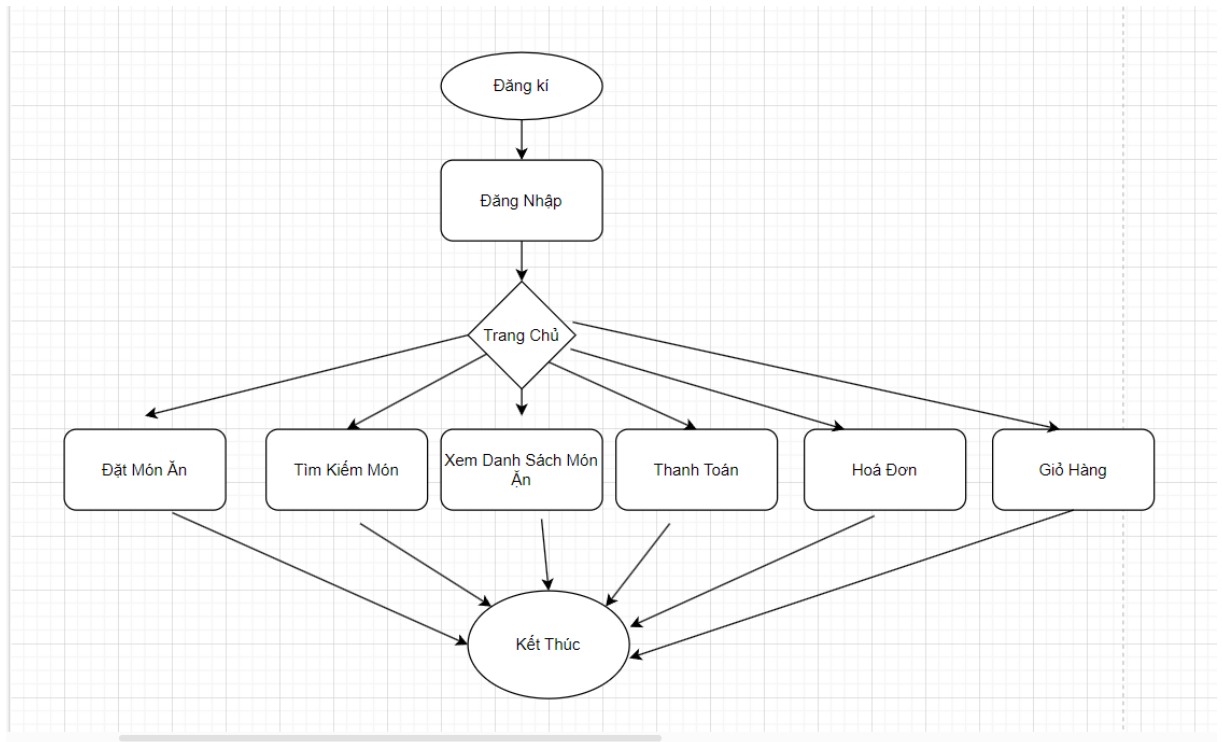 Đăng kí
Đăng Nhập
Trang Chủ
Đặt Món Ăn
Tìm Kiếm Món
Xem Danh Sách Món
Ặn
Thanh Toán
Hoá Đơn
Giỏ Hàng
Kết Thúc